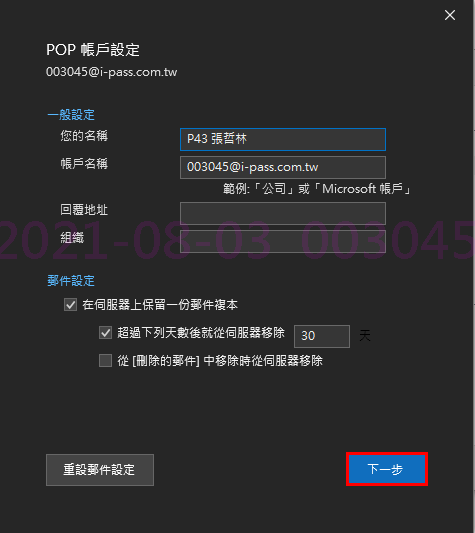 POP 帳戶設定
003045@i-pass.com.tw
一般設定
您的名稱 P43 張哲林
帳戶名稱 003045@i-pass.com.tw
範例:「公司」或「Microsoft 帳戶」
回覆地址
組織
2021-08-03 003045
郵件設定
在伺服器上保留一份郵件複本
超過下列天數後就從伺服器移除 30 天
從 [刪除的郵件] 中移除時從伺服器移除
重設郵件設定 下一步